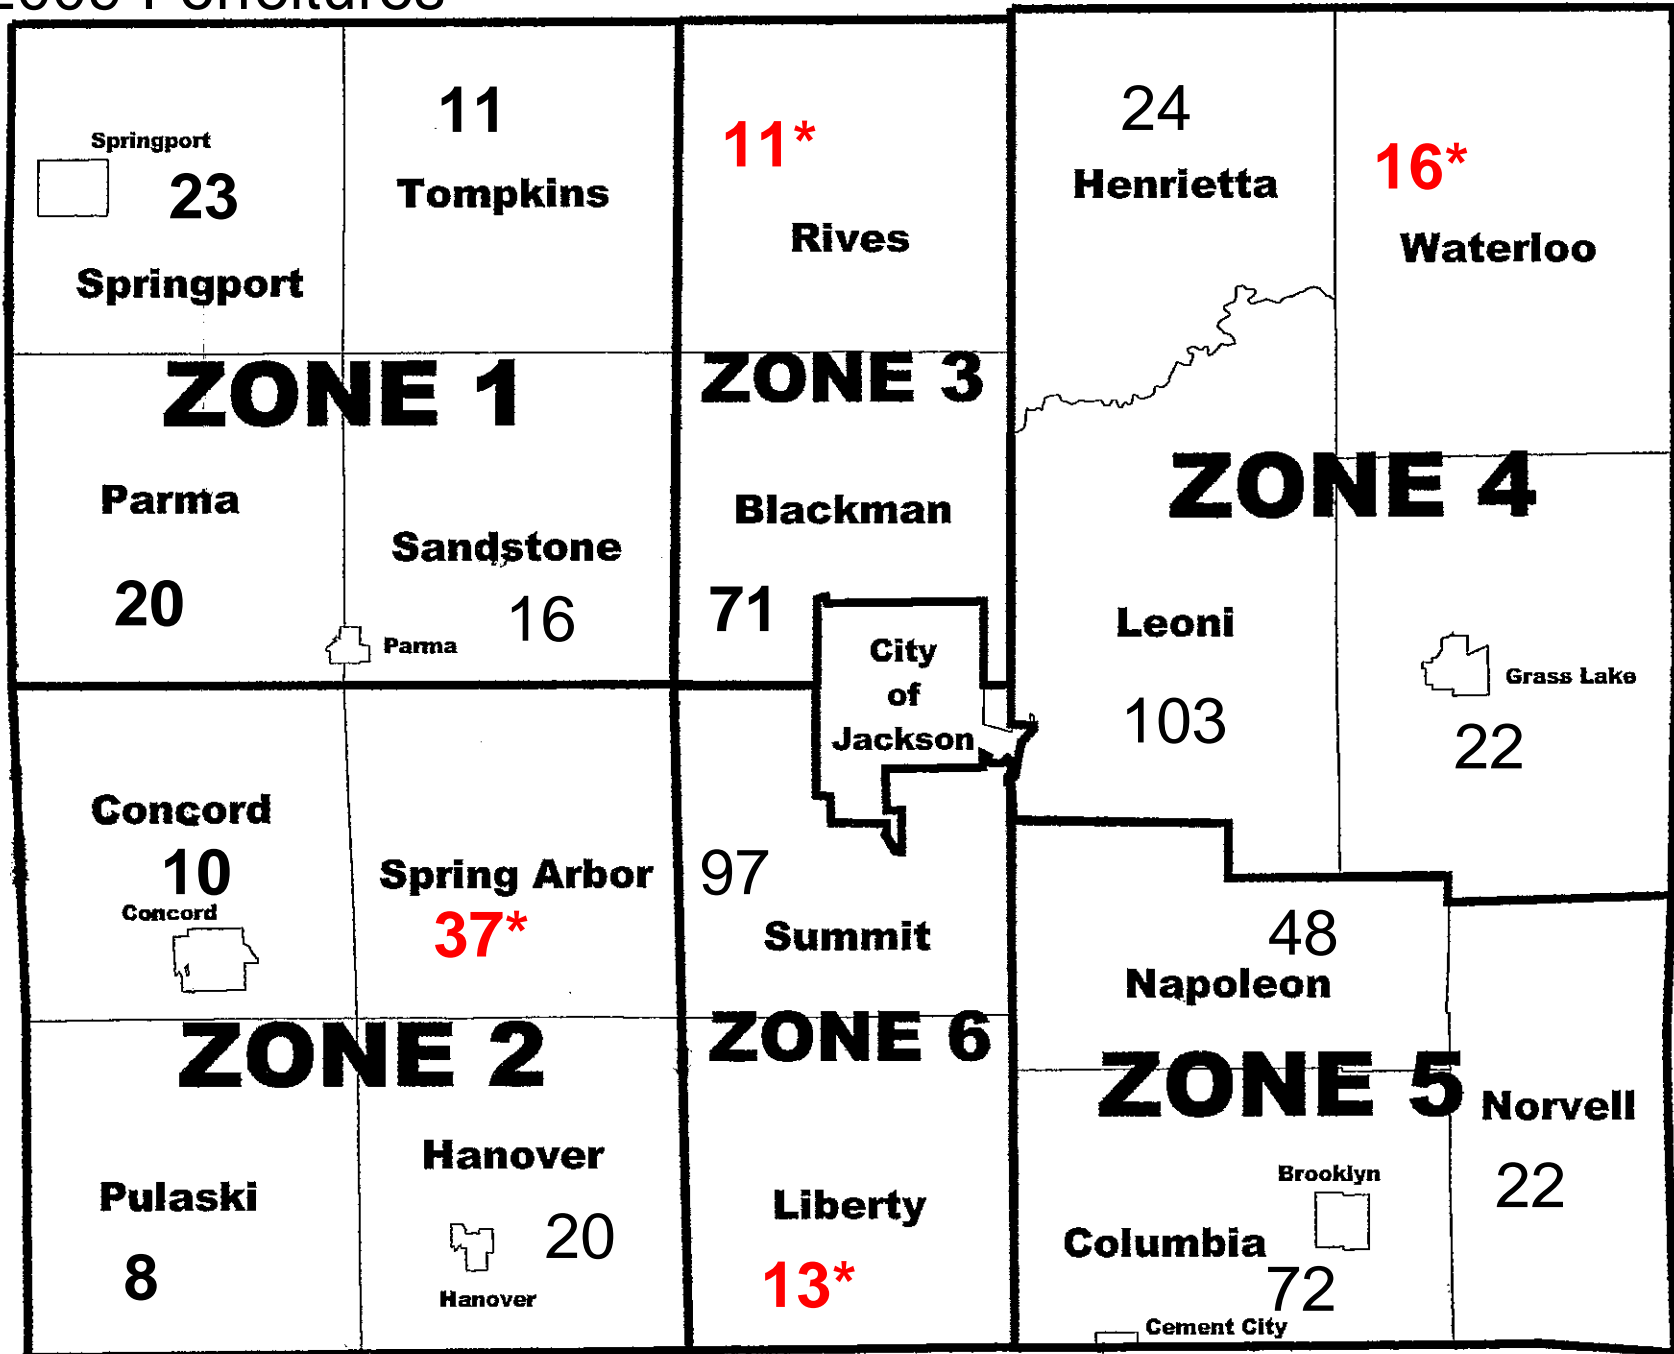 11
11*
24
16*
Springport
23
Tompkins
Rives
Henrietta
Waterloo
Springport
ZONE 1
ZONE 3
ZONE 4
Parma
Sandstone
Blackman
20
16
71
Parma
City
of
Jackson
Leoni
103
Grass Lake
22
Concord
10
Concord
Spring Arbor
37*
97
Summit
48
Napoleon
ZONE 2
ZONE 6
ZONE 5
Norvell
22
Pulaski
8
Hanover
20
Hanover
Liberty
13*
Brooklyn
Columbia
72
Cement City